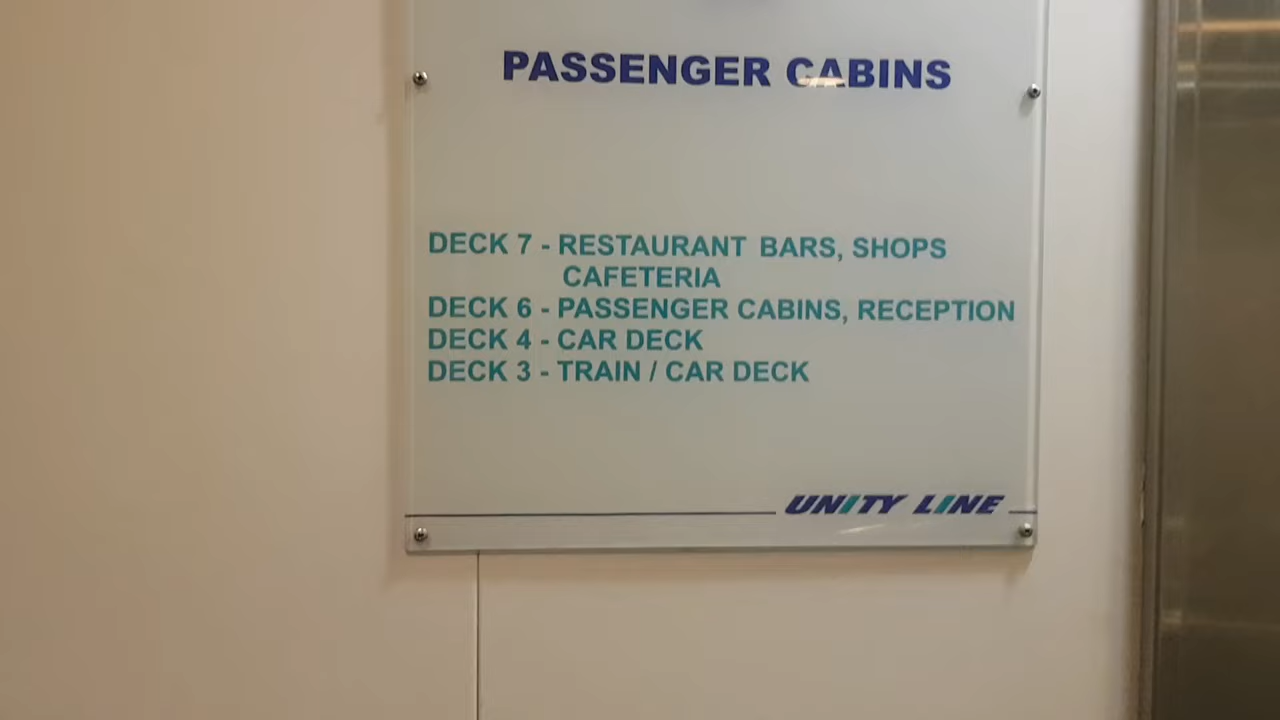 PASSENGER CABINS
DECK 7 - RESTAURANT BARS, SHOPS
CAFETERIA
DECK 6 - PASSENGER CABINS, RECEPTION
DECK 4 - CAR DECK
DECK 3 - TRAIN / CAR DECK
UNITY LINE